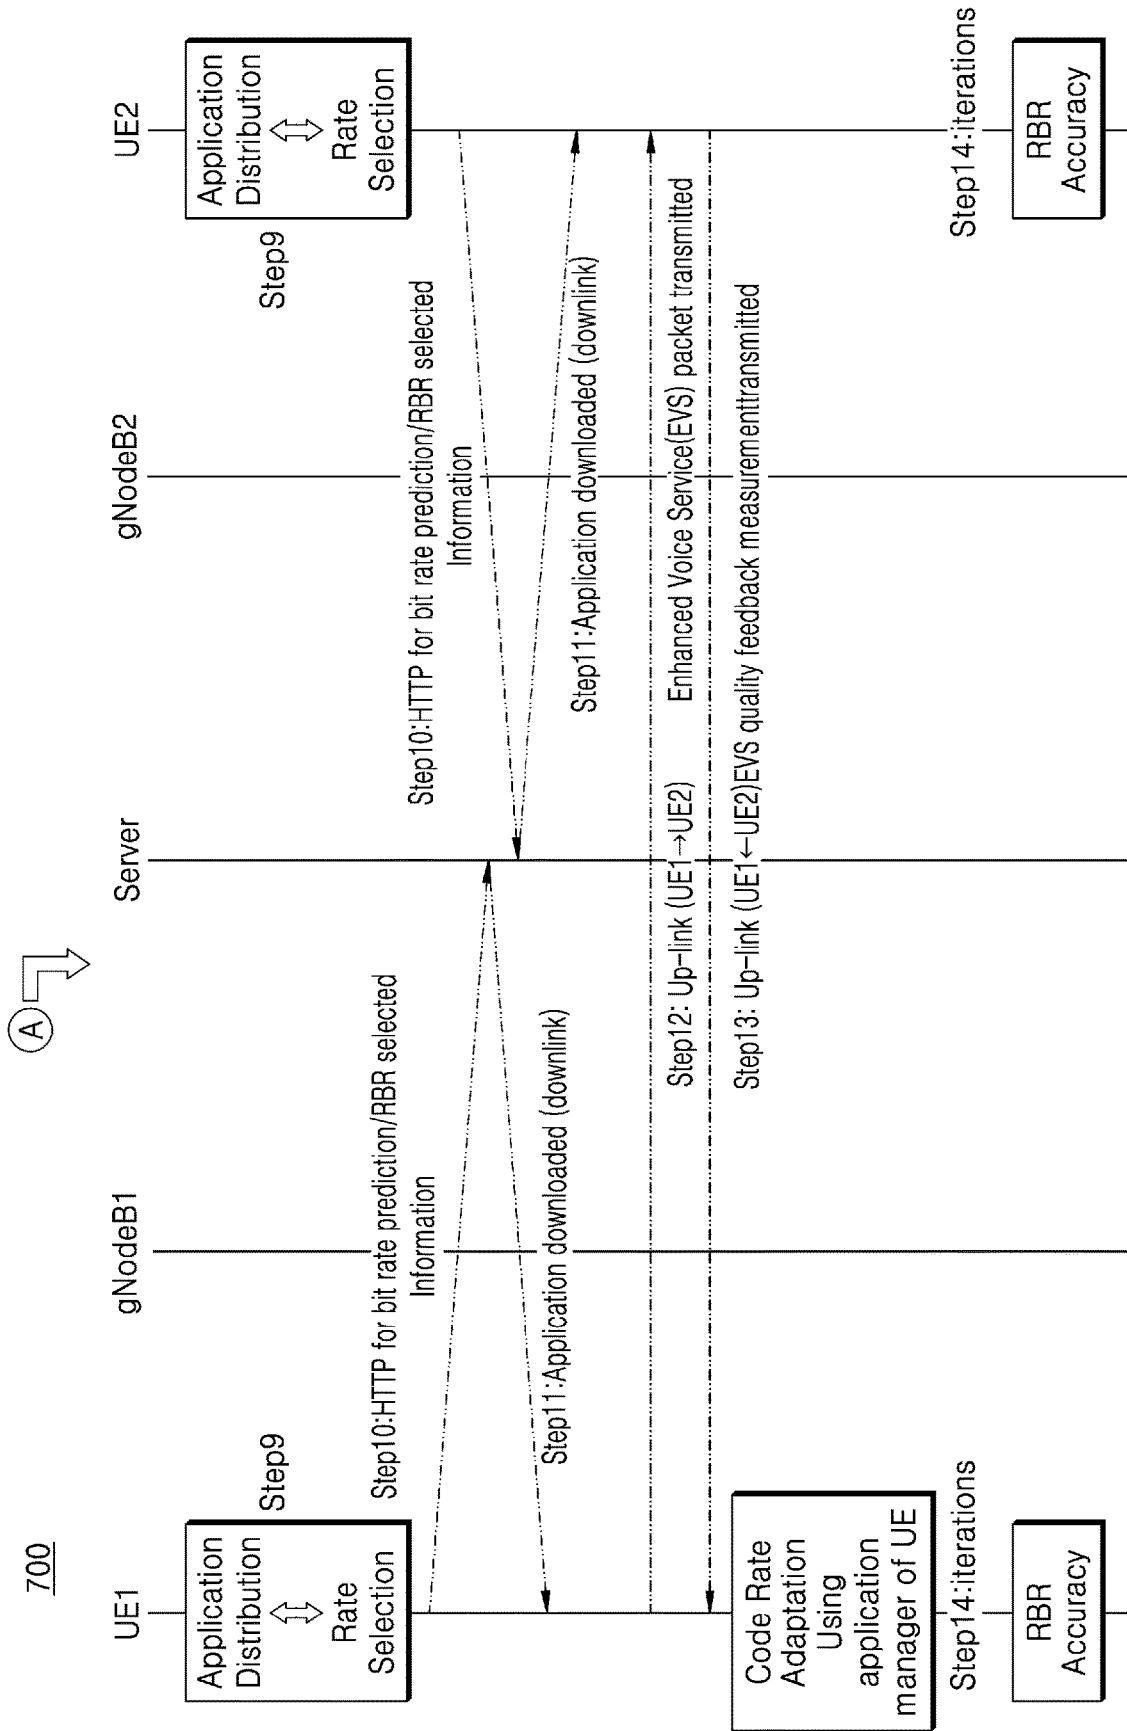 700
A
UE1
gNodeB1
Server
gNodeB2
UE2
Application
Distribution
Rate
Selection
Step9
Application
Distribution
Rate
Selection
Step9
Step10:HTTP for bit rate prediction/RBR selected
Information
Step10:HTTP for bit rate prediction/RBR selected
Information
Step11:Application downloaded (downlink)
Step11:Application downloaded (downlink)
Step12: Up-link (UE1→UE2) Enhanced Voice Service(EVS) packet transmitted
Step13: Up-link (UE1←UE2)EVS quality feedback measurementtransmitted
Code Rate
Adaptation
Using
application
manager of UE
Step14:iterations
RBR
Accuracy
Step14:iterations
RBR
Accuracy